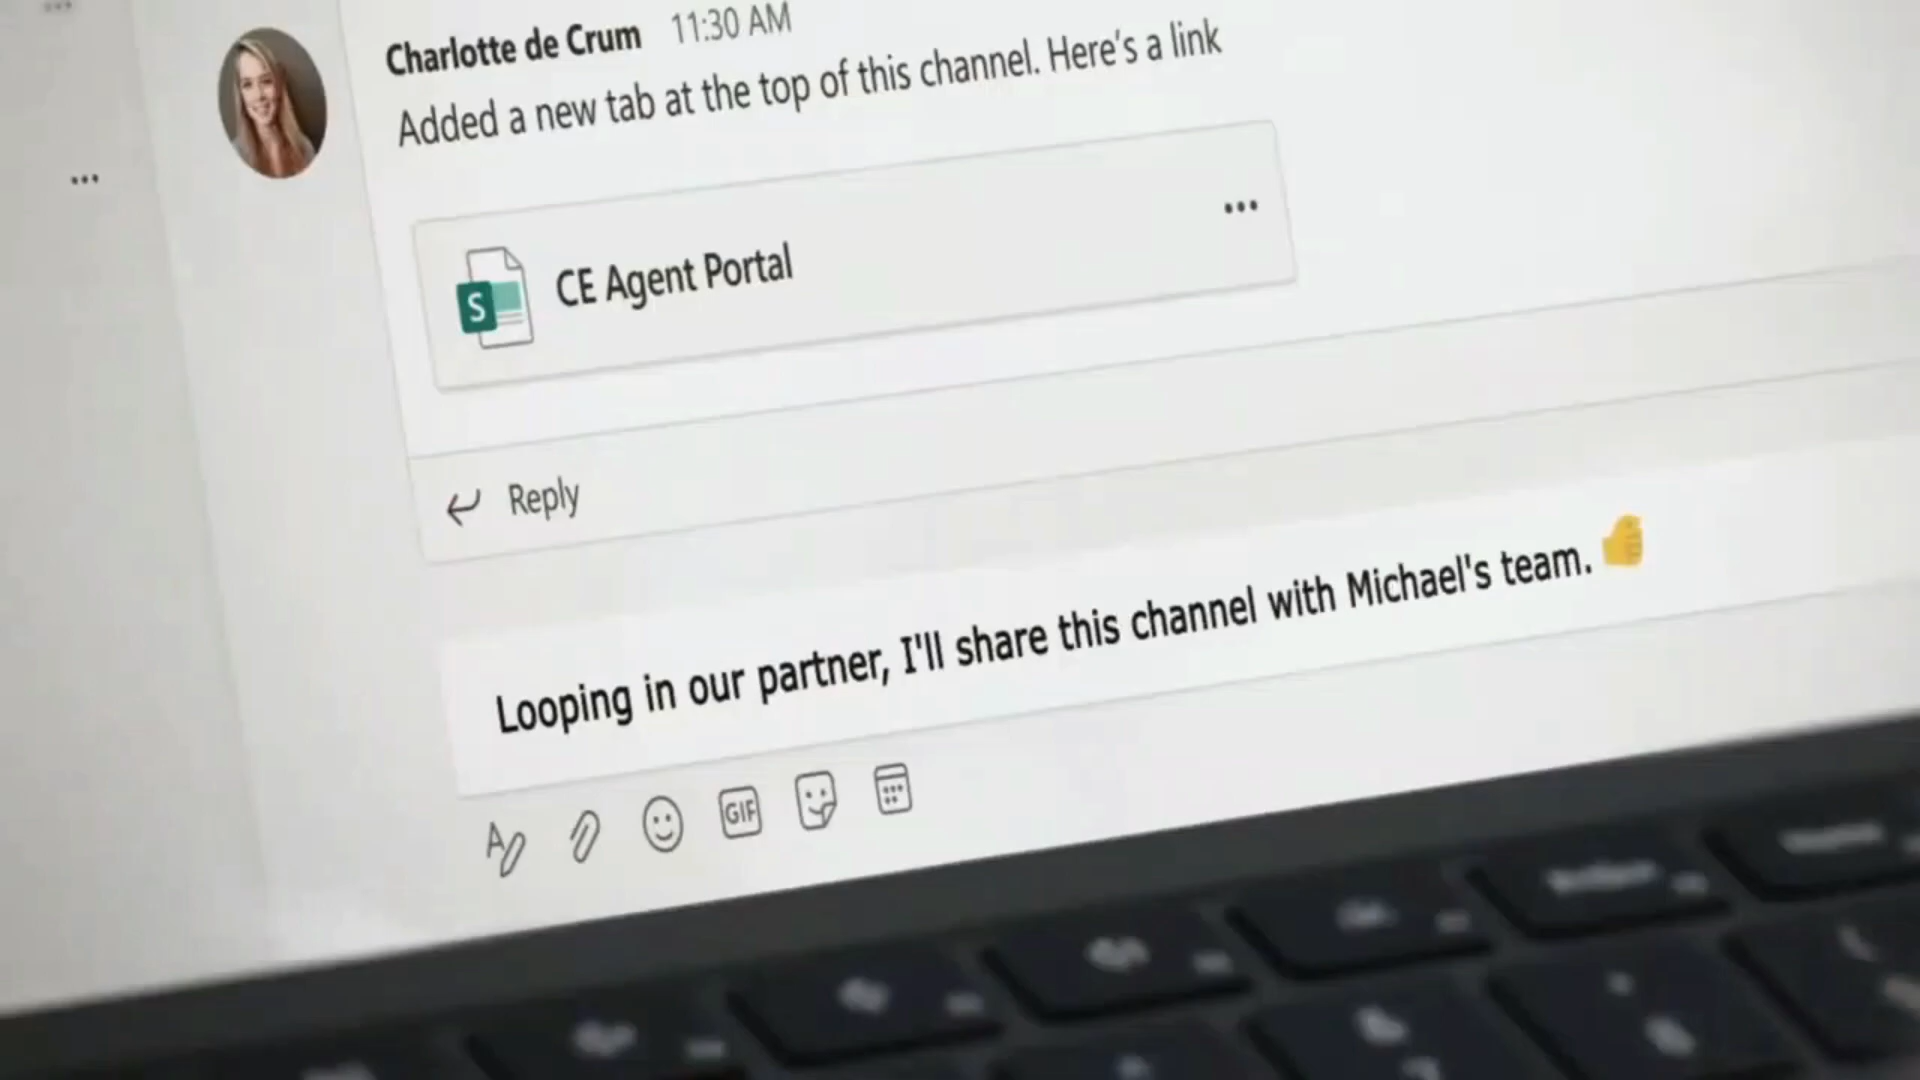 Charlotte de Crum 11:30 AM
Added a new tab at the top of this channel. Here's a link
S CE Agent Portal
Reply
Looping in our partner, I'll share this channel with Michael's team. 👍
GIF